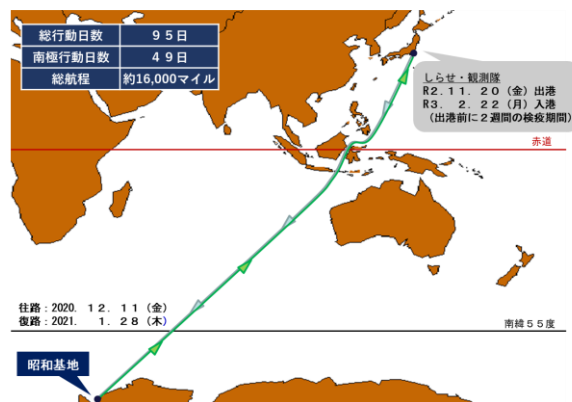 総行動日数 95日
南極行動日数 49日
総航程 約16,000マイル
しらせ・観測隊
R2.11.20(金)出港
R3. 2.22(月)入港
(出港前に2週間の検疫期間)
赤道
往路:2020.12.11(金)
復路:2021. 1.28(木)
南緯55度
昭和基地